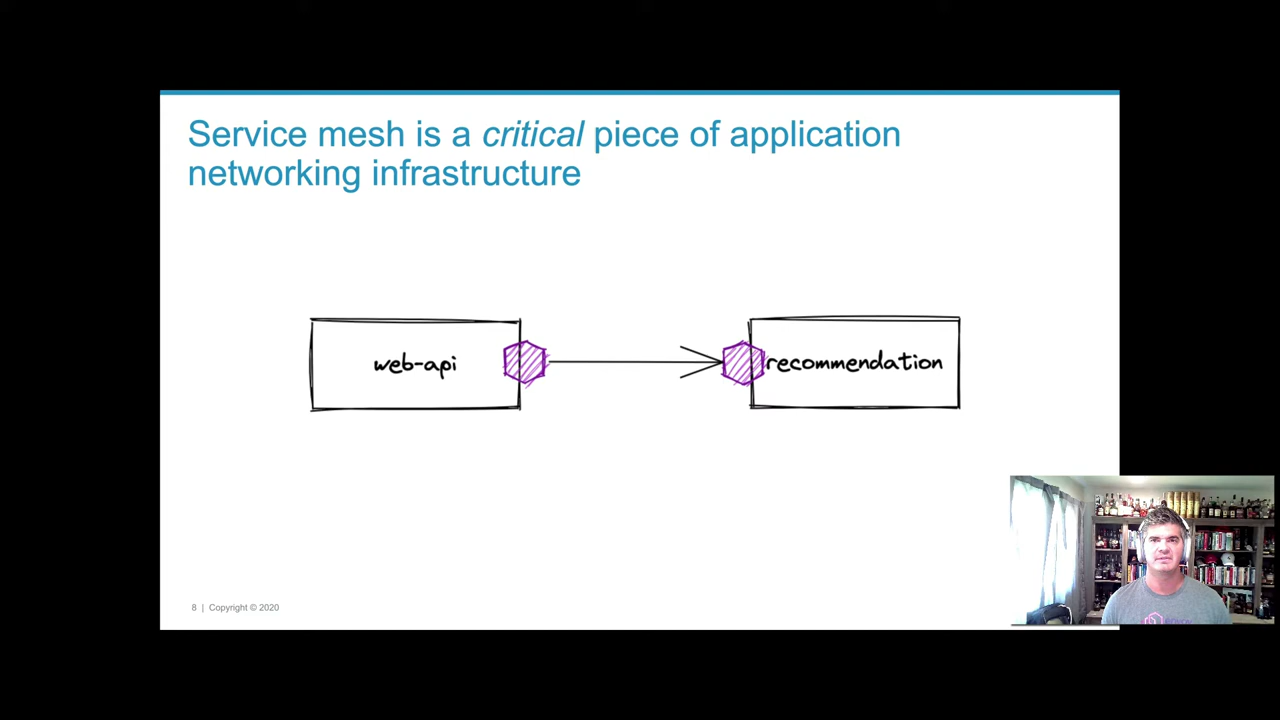 Service mesh is a critical piece of application
networking infrastructure
web-api
recommendation
8 | Copyright © 2020